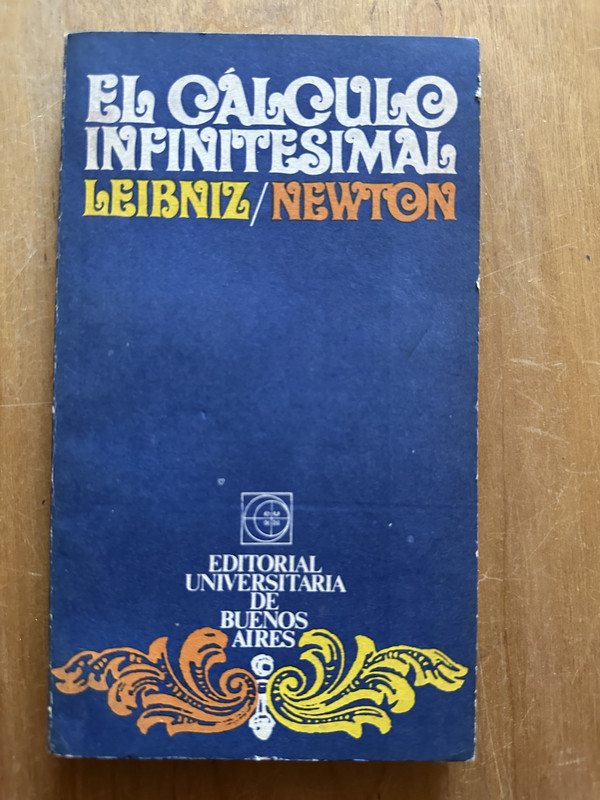 EL CÁLCULO
INFINITESIMAL
LEIBNIZ/NEWTON
EDITORIAL
UNIVERSITARIA
DE
BUENOS
AIRES